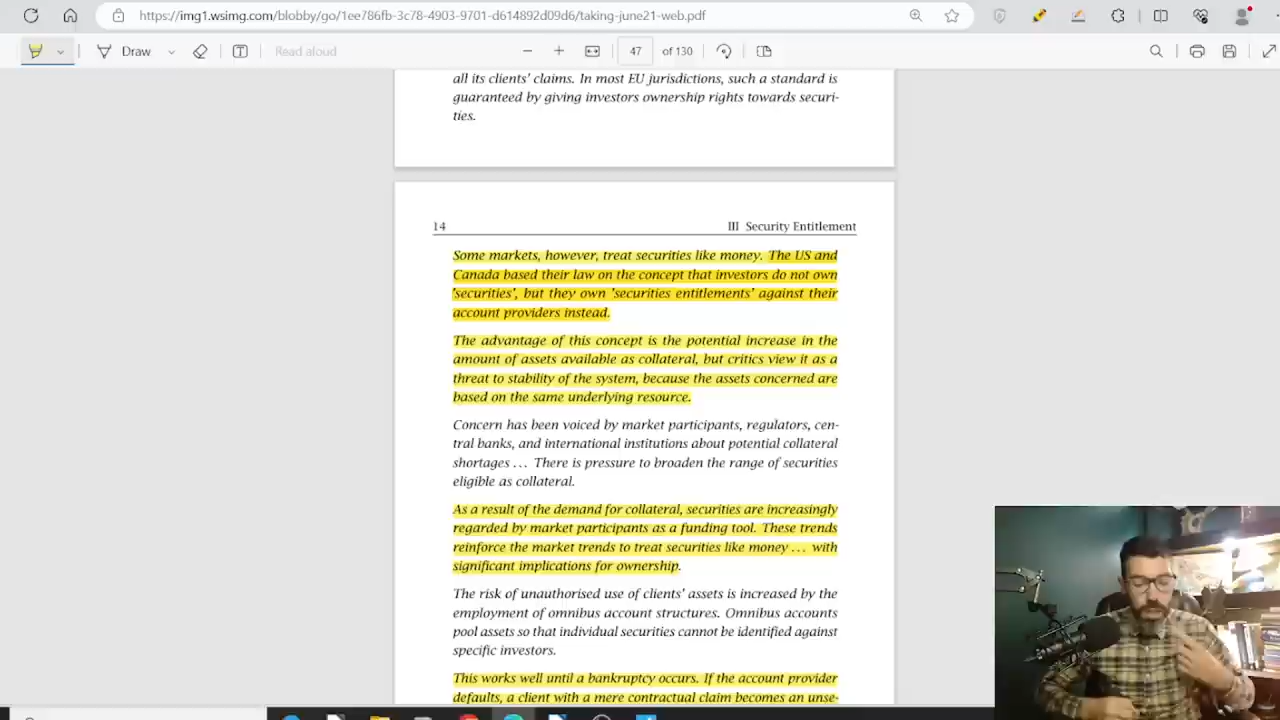 https://img1.wsimg.com/blobby/go/1ee786fb-3c78-4903-9701-d614892d09d6/taking-june21-web.pdf
Draw
Read aloud
47 of 130
all its clients' claims. In most EU jurisdictions, such a standard is
guaranteed by giving investors ownership rights towards securi-
ties.
14 III Security Entitlement
Some markets, however, treat securities like money. The US and
Canada based their law on the concept that investors do not own
'securities', but they own 'securities entitlements' against their
account providers instead.
The advantage of this concept is the potential increase in the
amount of assets available as collateral, but critics view it as a
threat to stability of the system, because the assets concerned are
based on the same underlying resource.
Concern has been voiced by market participants, regulators, cen-
tral banks, and international institutions about potential collateral
shortages ... There is pressure to broaden the range of securities
eligible as collateral.
As a result of the demand for collateral, securities are increasingly
regarded by market participants as a funding tool. These trends
reinforce the market trends to treat securities like money ... with
significant implications for ownership.
The risk of unauthorised use of clients' assets is increased by the
employment of omnibus account structures. Omnibus accounts
pool assets so that individual securities cannot be identified against
specific investors.
This works well until a bankruptcy occurs. If the account provider
defaults, a client with a mere contractual claim becomes an unse-